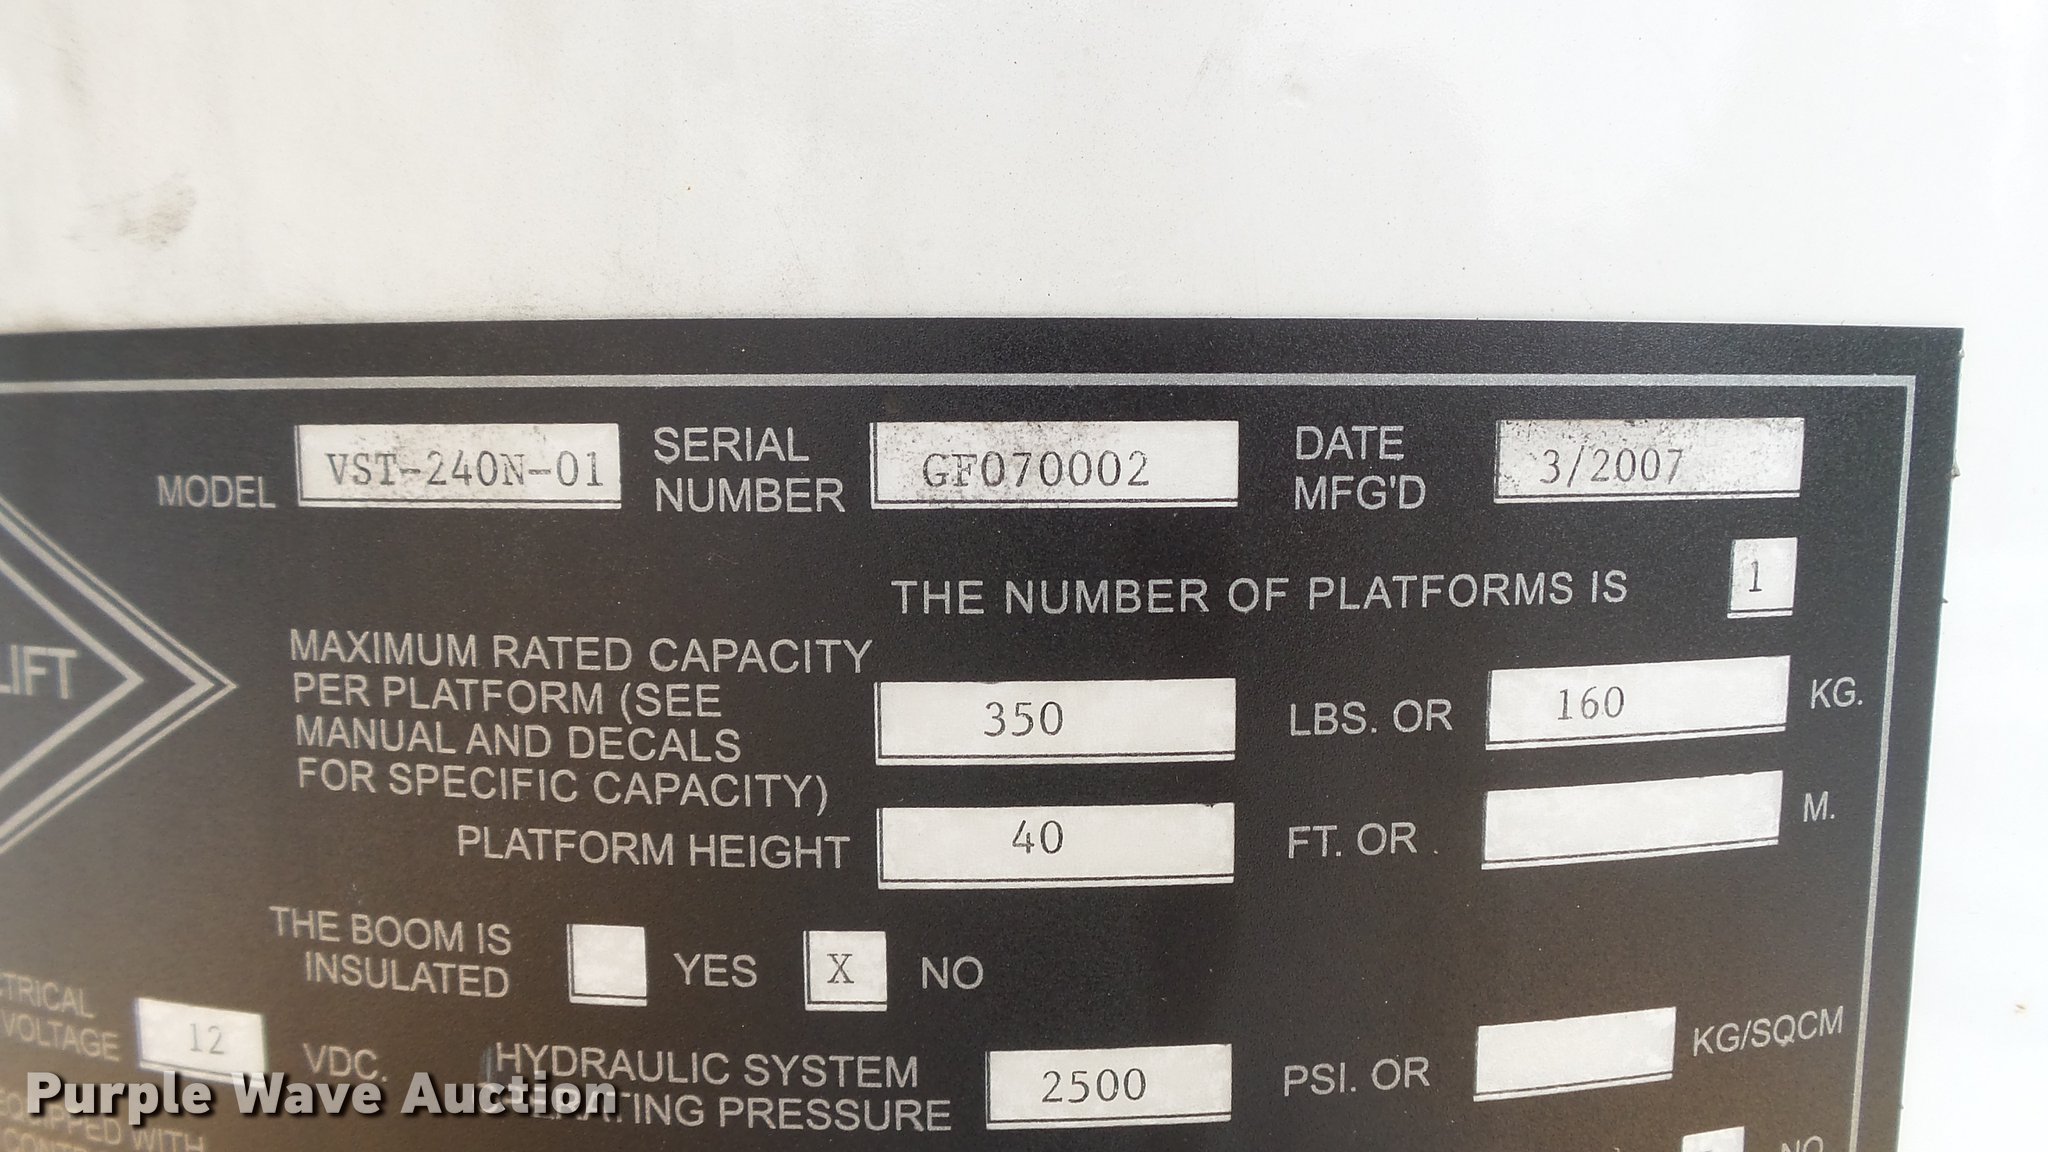 MODEL VST-240N-01 SERIAL NUMBER GF070002 DATE MFG'D 3/2007
THE NUMBER OF PLATFORMS IS 1
LIFT
MAXIMUM RATED CAPACITY
PER PLATFORM (SEE
MANUAL AND DECALS
FOR SPECIFIC CAPACITY)
350 LBS. OR 160 KG.
PLATFORM HEIGHT 40 FT. OR M.
THE BOOM IS
INSULATED
YES X NO
VOLTAGE 12 VDC.
HYDRAULIC SYSTEM
OPERATING PRESSURE
2500 PSI. OR KG/SQCM
WITH
NO
Purple Wave Auction